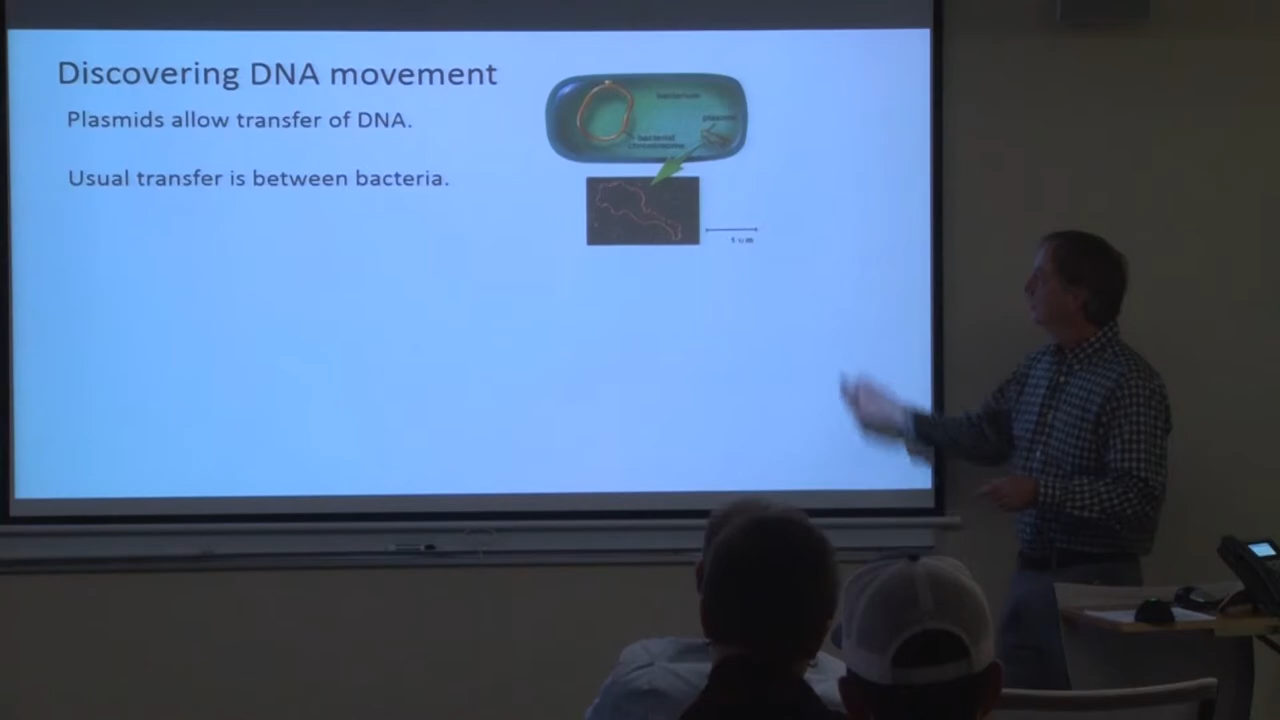 Discovering DNA movement
Plasmids allow transfer of DNA.
Usual transfer is between bacteria.
bacterium
plasmid
bacterial
chromosome